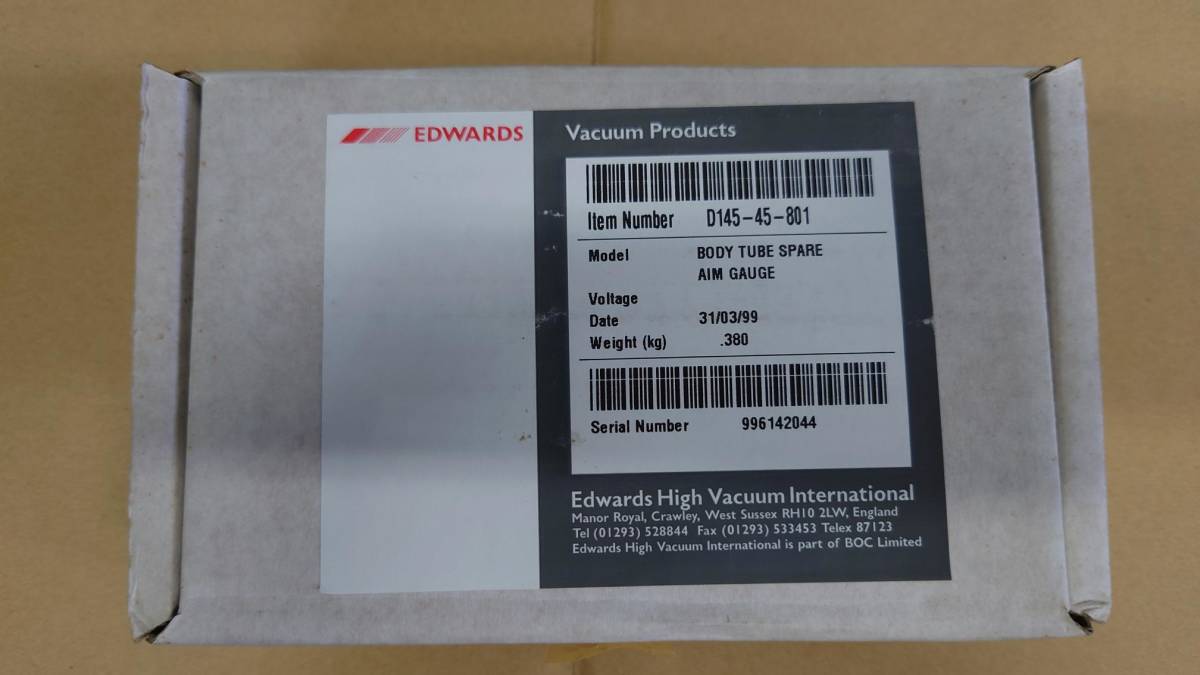 EDWARDS
Vacuum Products
Item Number D145-45-801
Model BODY TUBE SPARE
AIM GAUGE
Voltage
Date 31/03/99
Weight (kg) .380
Serial Number 996142044
Edwards High Vacuum International
Manor Royal, Crawley, West Sussex RH10 2LW, England
Tel (01293) 528844 Fax (01293) 533453 Telex 87123
Edwards High Vacuum International is part of BOC Limited